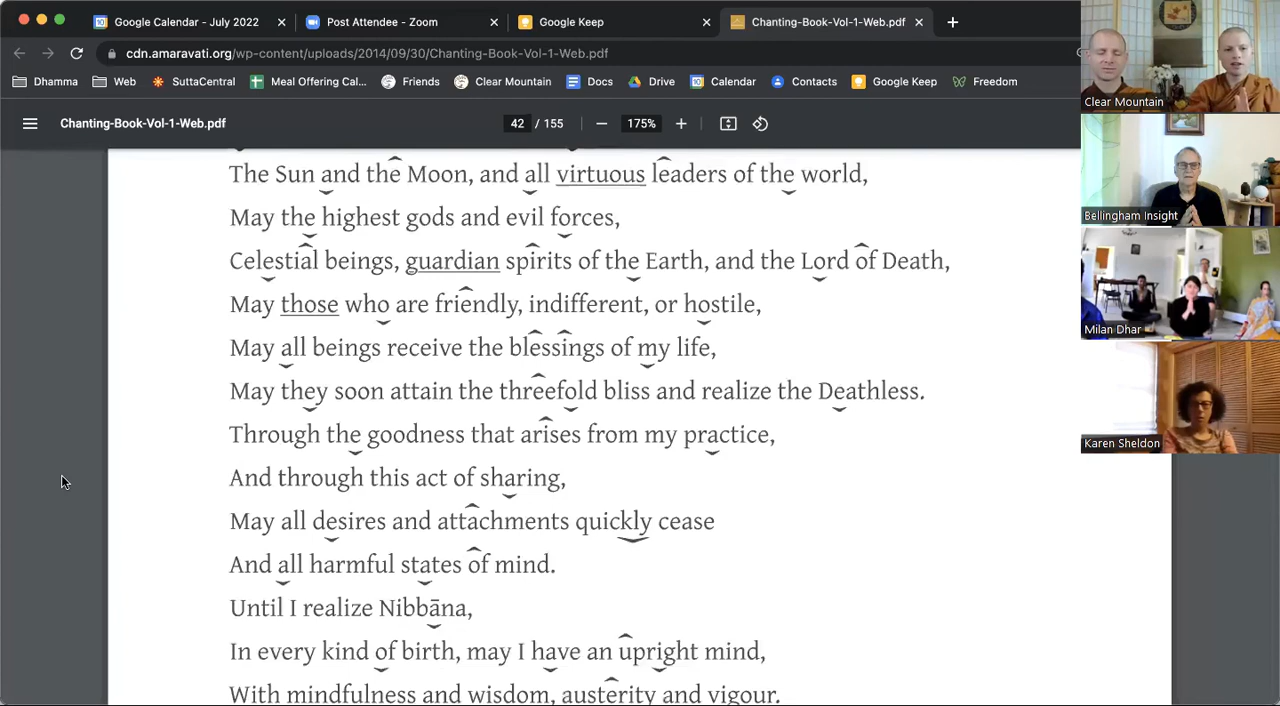 Google Calendar - July 2022
Post Attendee - Zoom
Google Keep
Chanting-Book-Vol-1-Web.pdf
cdn.amaravati.org/wp-content/uploads/2014/09/30/Chanting-Book-Vol-1-Web.pdf
Dhamma
Web
SuttaCentral
Meal Offering Cal...
Friends
Clear Mountain
Docs
Drive
Calendar
Contacts
Google Keep
Freedom
Chanting-Book-Vol-1-Web.pdf
42 / 155
175%
The Sun and the Moon, and all virtuous leaders of the world,
May the highest gods and evil forces,
Celestial beings, guardian spirits of the Earth, and the Lord of Death,
May those who are friendly, indifferent, or hostile,
May all beings receive the blessings of my life,
May they soon attain the threefold bliss and realize the Deathless.
Through the goodness that arises from my practice,
And through this act of sharing,
May all desires and attachments quickly cease
And all harmful states of mind.
Until I realize Nibbāna,
In every kind of birth, may I have an upright mind,
With mindfulness and wisdom, austerity and vigour.
Clear Mountain
Bellingham Insight
Milan Dhar
Karen Sheldon